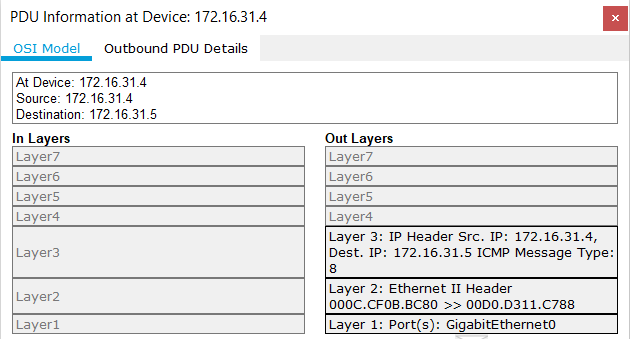 PDU Information at Device: 172.16.31.4
OSI Model Outbound PDU Details
At Device: 172.16.31.4
Source: 172.16.31.4
Destination: 172.16.31.5
In Layers
Layer7
Layer6
Layer5
Layer4
Layer3
Layer2
Layer1
Out Layers
Layer7
Layer6
Layer5
Layer4
Layer 3: IP Header Src. IP: 172.16.31.4,
Dest. IP: 172.16.31.5 ICMP Message Type:
8
Layer 2: Ethernet II Header
000C.CF0B.BC80 >> 00D0.D311.C788
Layer 1: Port(s): GigabitEthernet0